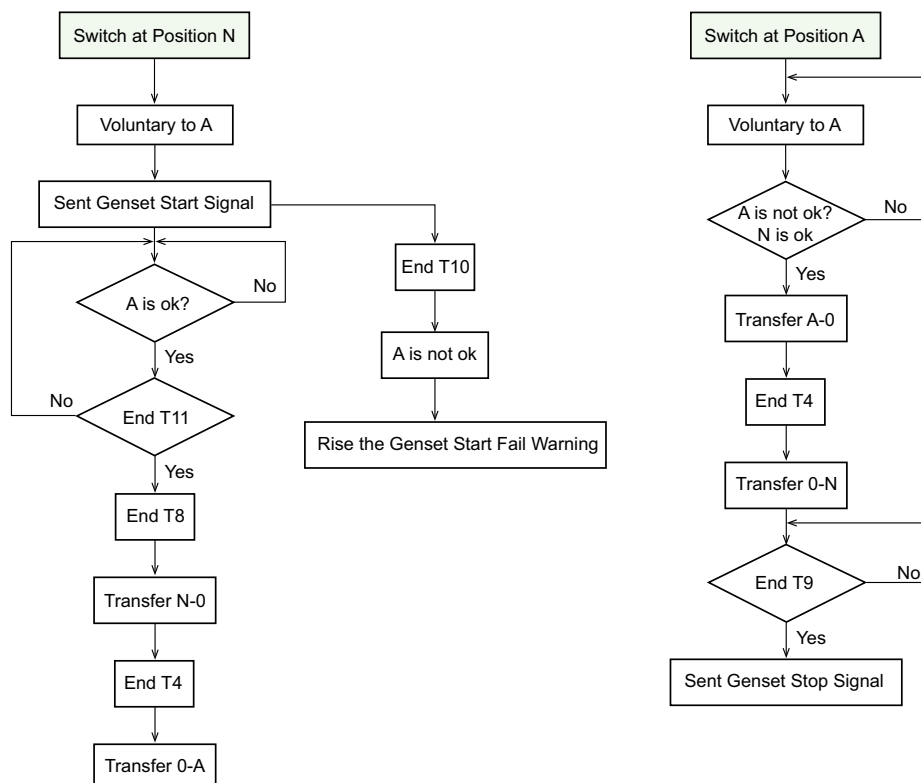 Switch at Position N
Voluntary to A
Sent Genset Start Signal
A is ok?
No
Yes
End T11
No
Yes
End T8
Transfer N-0
End T4
Transfer 0-A
End T10
A is not ok
Rise the Genset Start Fail Warning
Switch at Position A
Voluntary to A
A is not ok?
N is ok
No
Yes
Transfer A-0
End T4
Transfer 0-N
End T9
No
Yes
Sent Genset Stop Signal